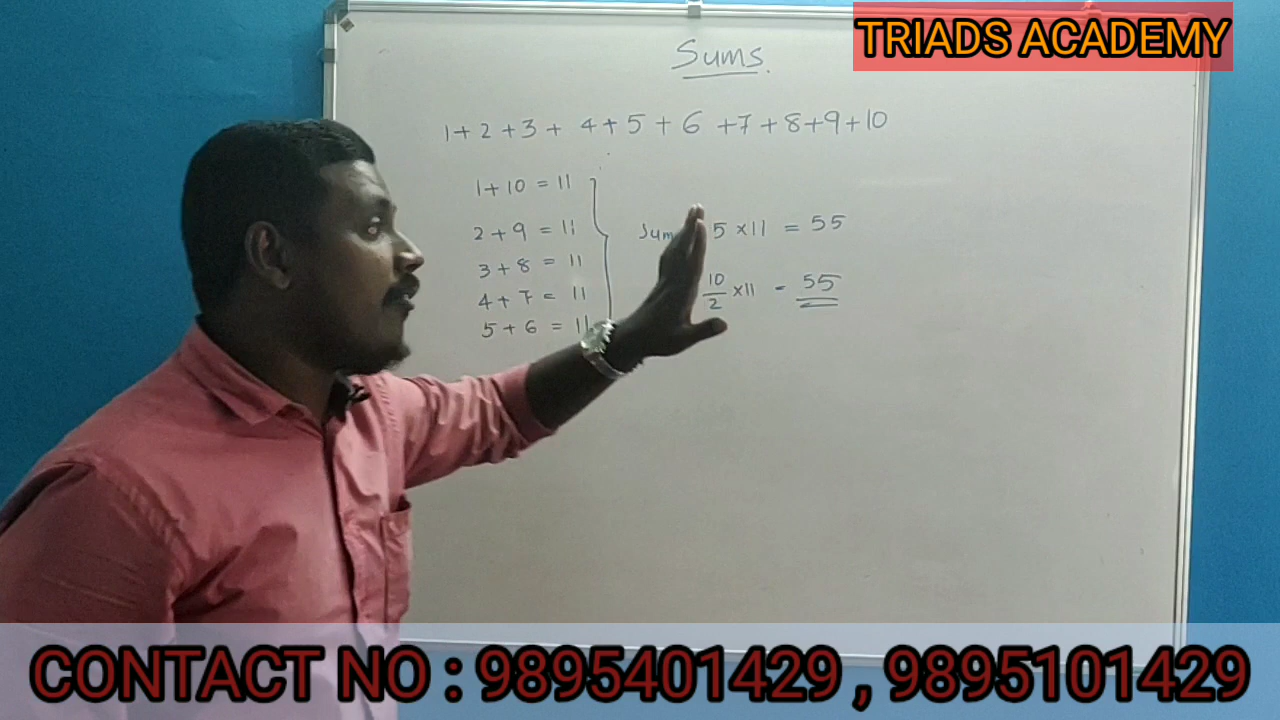 TRIADS ACADEMY
Sums.
1+2+3+ 4+5+6 +7+8+9+10
1+10 = 11
2+9 = 11
3+8 = 11
4+7 = 11
5+6 = 11
Sum 5 ×11 = 55
10/2 ×11 = 55
CONTACT NO : 9895401429 , 9895101429